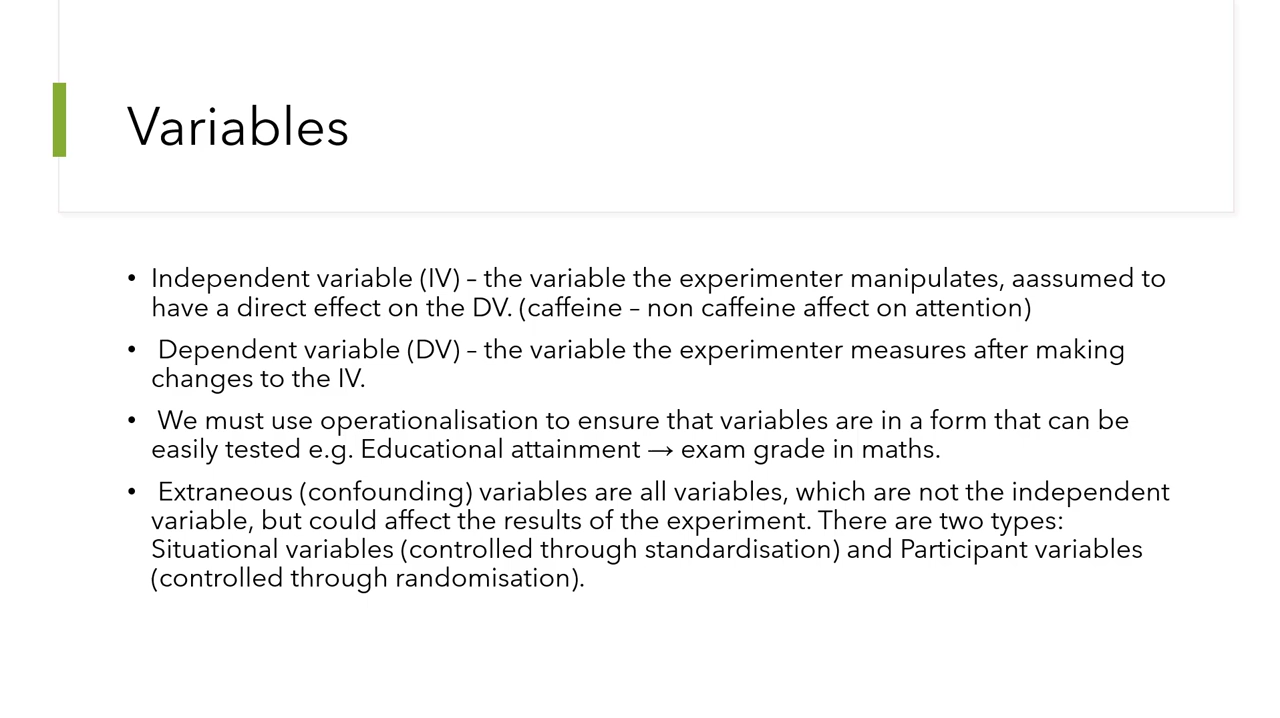 Variables
• Independent variable (IV) – the variable the experimenter manipulates, aassumed to
have a direct effect on the DV. (caffeine – non caffeine affect on attention)
• Dependent variable (DV) – the variable the experimenter measures after making
changes to the IV.
• We must use operationalisation to ensure that variables are in a form that can be
easily tested e.g. Educational attainment → exam grade in maths.
• Extraneous (confounding) variables are all variables, which are not the independent
variable, but could affect the results of the experiment. There are two types:
Situational variables (controlled through standardisation) and Participant variables
(controlled through randomisation).